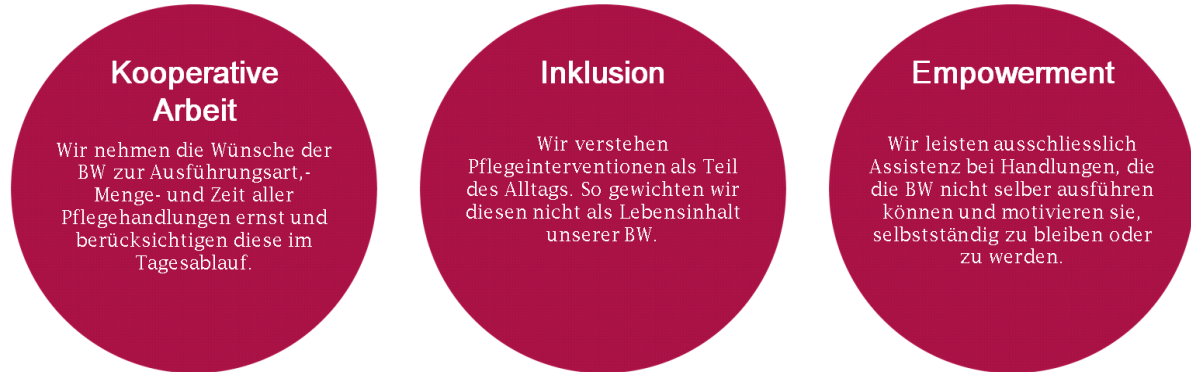 Kooperative
Arbeit
Wir nehmen die Wünsche der
BW zur Ausführungsart,-
Menge- und Zeit aller
Pflegehandlungen ernst und
berücksichtigen diese im
Tagesablauf.
Inklusion
Wir verstehen
Pflegeinterventionen als Teil
des Alltags. So gewichten wir
diesen nicht als Lebensinhalt
unserer BW.
Empowerment
Wir leisten ausschliesslich
Assistenz bei Handlungen, die
die BW nicht selber ausführen
können und motivieren sie,
selbstständig zu bleiben oder
zu werden.